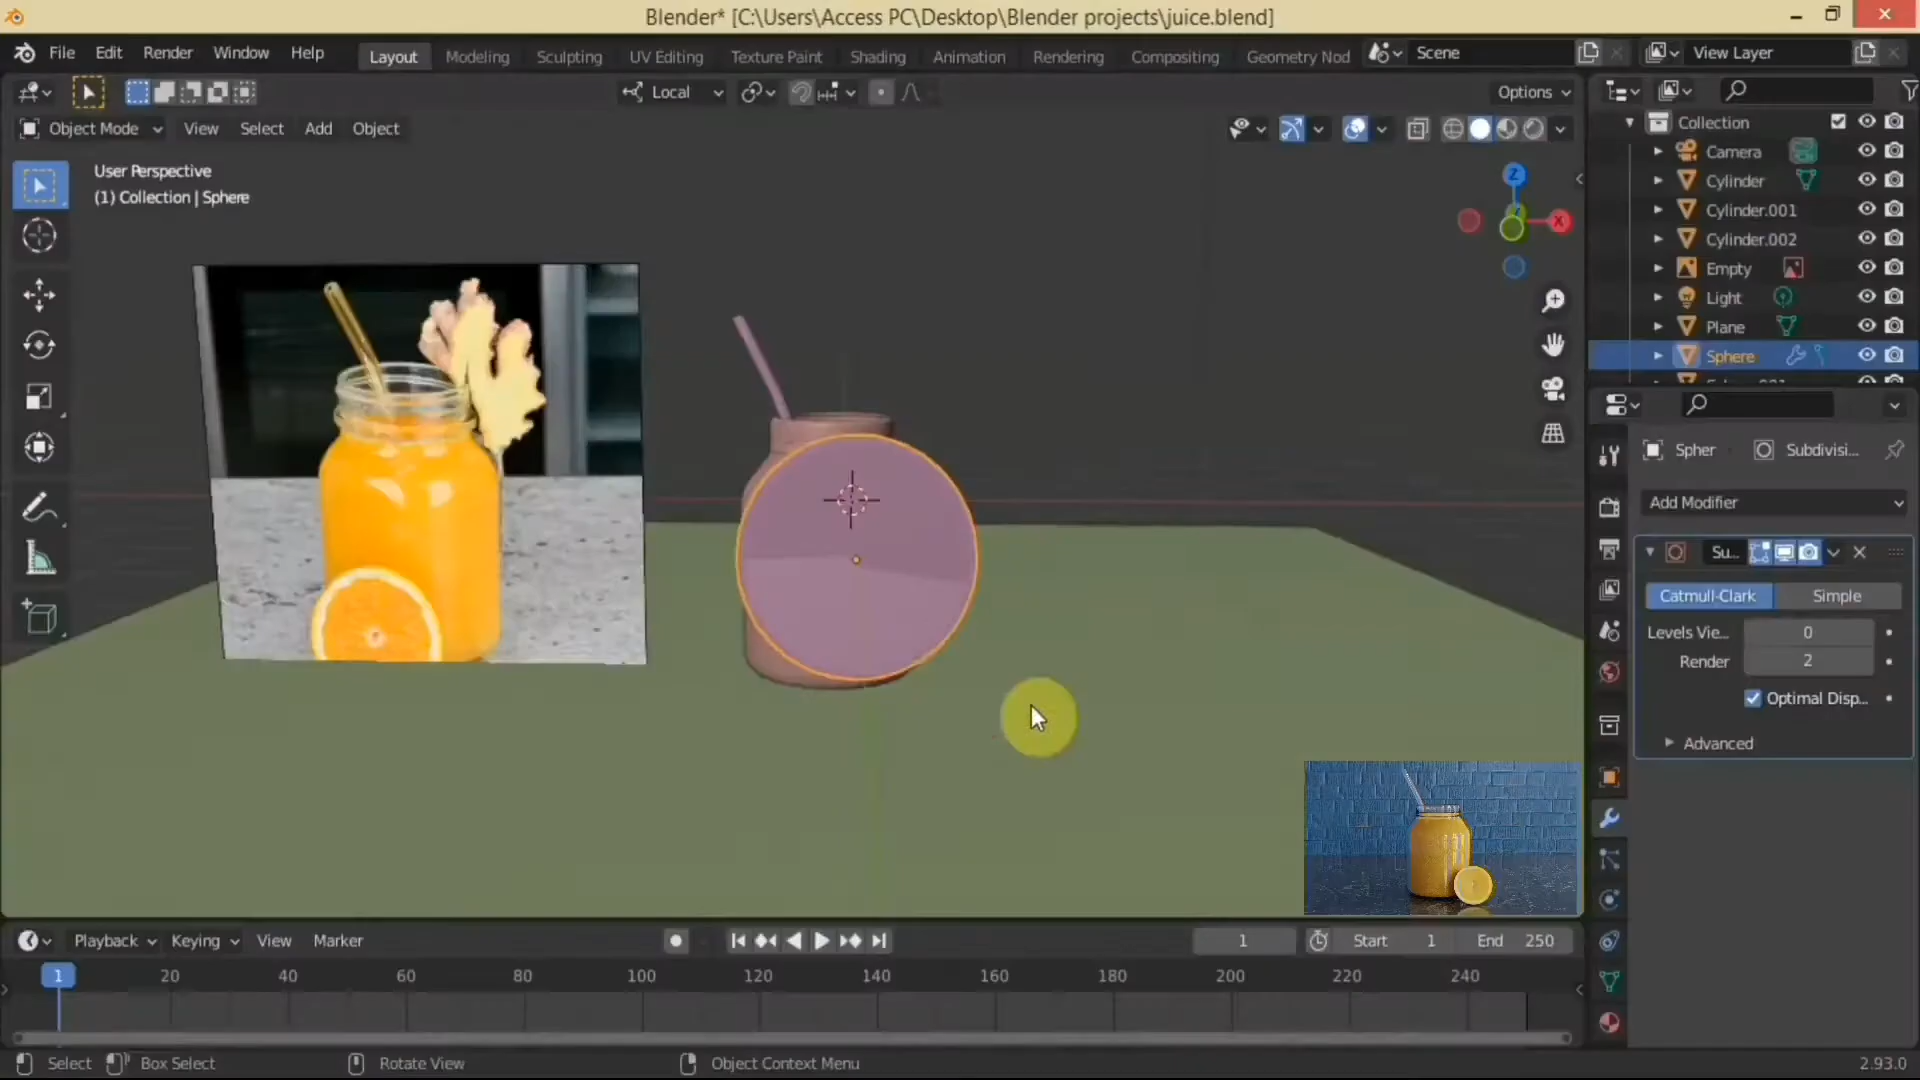 Blender* [C:\Users\Access PC\Desktop\Blender projects\juice.blend]
File Edit Render Window Help Layout Modeling Sculpting UV Editing Texture Paint Shading Animation Rendering Compositing Geometry Nod Scene View Layer
Local Options
Object Mode View Select Add Object
User Perspective
(1) Collection | Sphere
Z
X
Collection
Camera
Cylinder
Cylinder.001
Cylinder.002
Empty
Light
Plane
Sphere
Spher Subdivisi...
Add Modifier
Su...
Catmull-Clark Simple
Levels Vie... 0
Render 2
Optimal Disp...
Advanced
Playback Keying View Marker 1 Start 1 End 250
1 20 40 60 80 100 120 140 160 180 200 220 240
Select Box Select Rotate View Object Context Menu 2.93.0